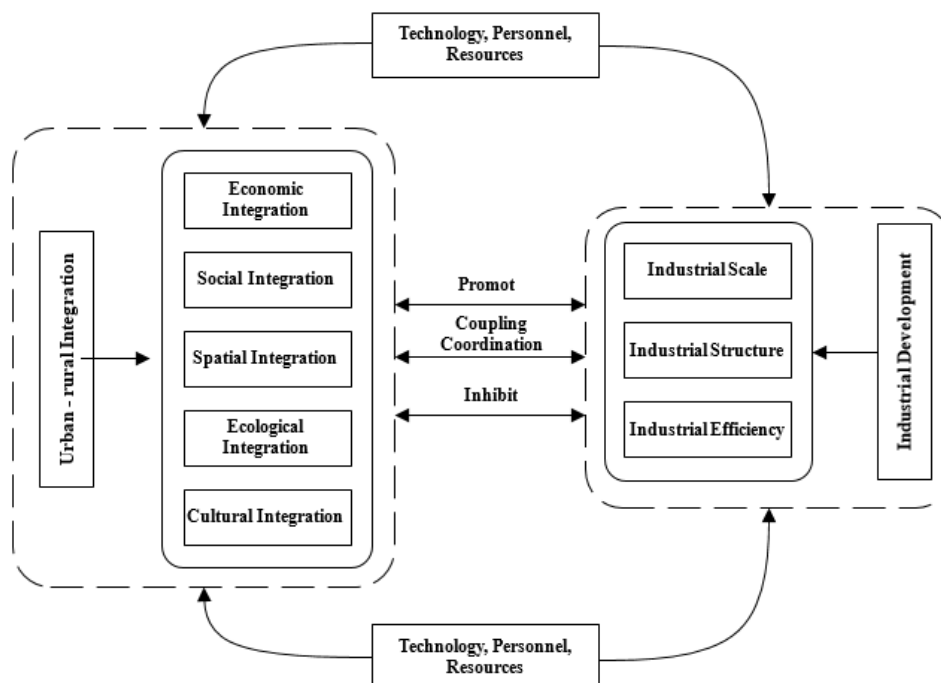 Technology, Personnel,
Resources
Urban - rural Integration
Economic
Integration
Social Integration
Spatial Integration
Ecological
Integration
Cultural Integration
Promot
Coupling
Coordination
Inhibit
Industrial Scale
Industrial Structure
Industrial Efficiency
Industrial Development
Technology, Personnel,
Resources